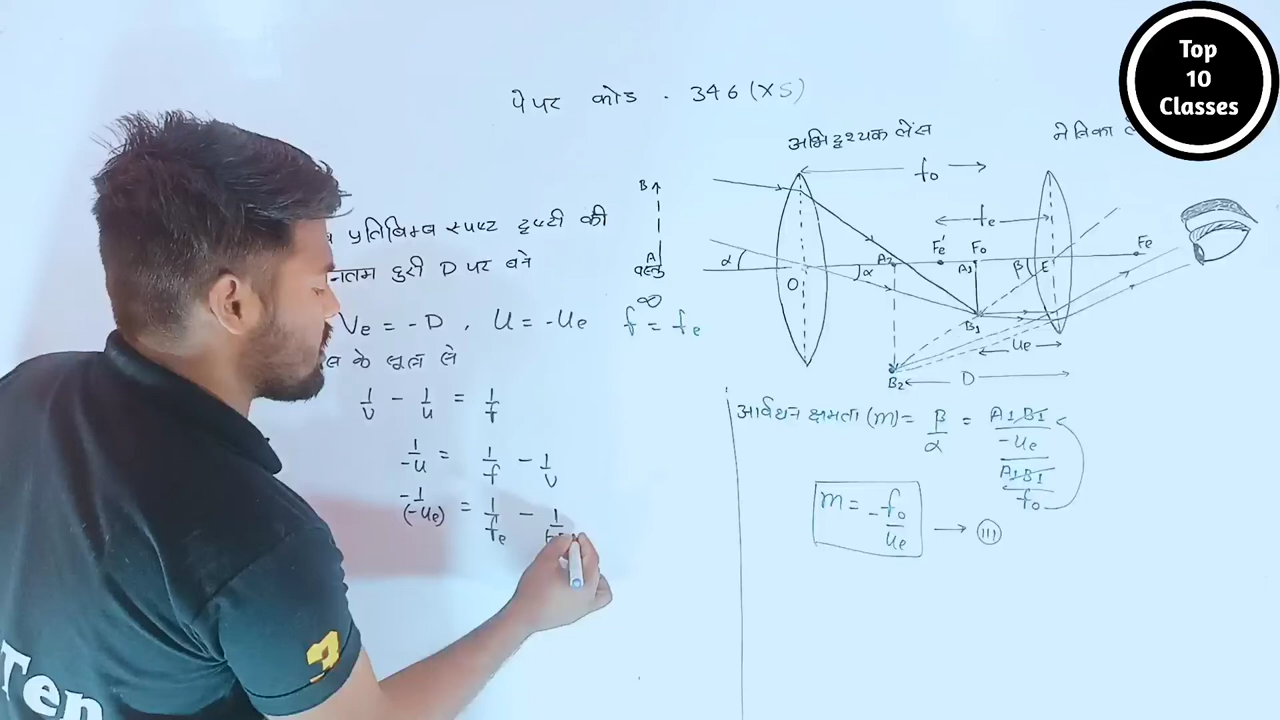 Top
10
Classes
पेपर कोड - 346 (XS)
अभिदृश्यक लेंस
प्रतिबिम्ब स्पष्ट दृष्टी की
दुरी D पर बने
Ve = -D , U = -Ue f = fe
के सूत्र से
1/v - 1/u = 1/f
1/-u = 1/f - 1/v
-1/(-ue) = 1/fe - 1/
B
A
वस्तु
∞
fo
fe
α
O
α
A2
Fe'
Fo
A1
β
E
Fe
B1
ue
B2
D
आवर्धन क्षमता (m) = β/α = A1B1/-ue / A1B1/fo
m = -fo/ue → (III)
Ten